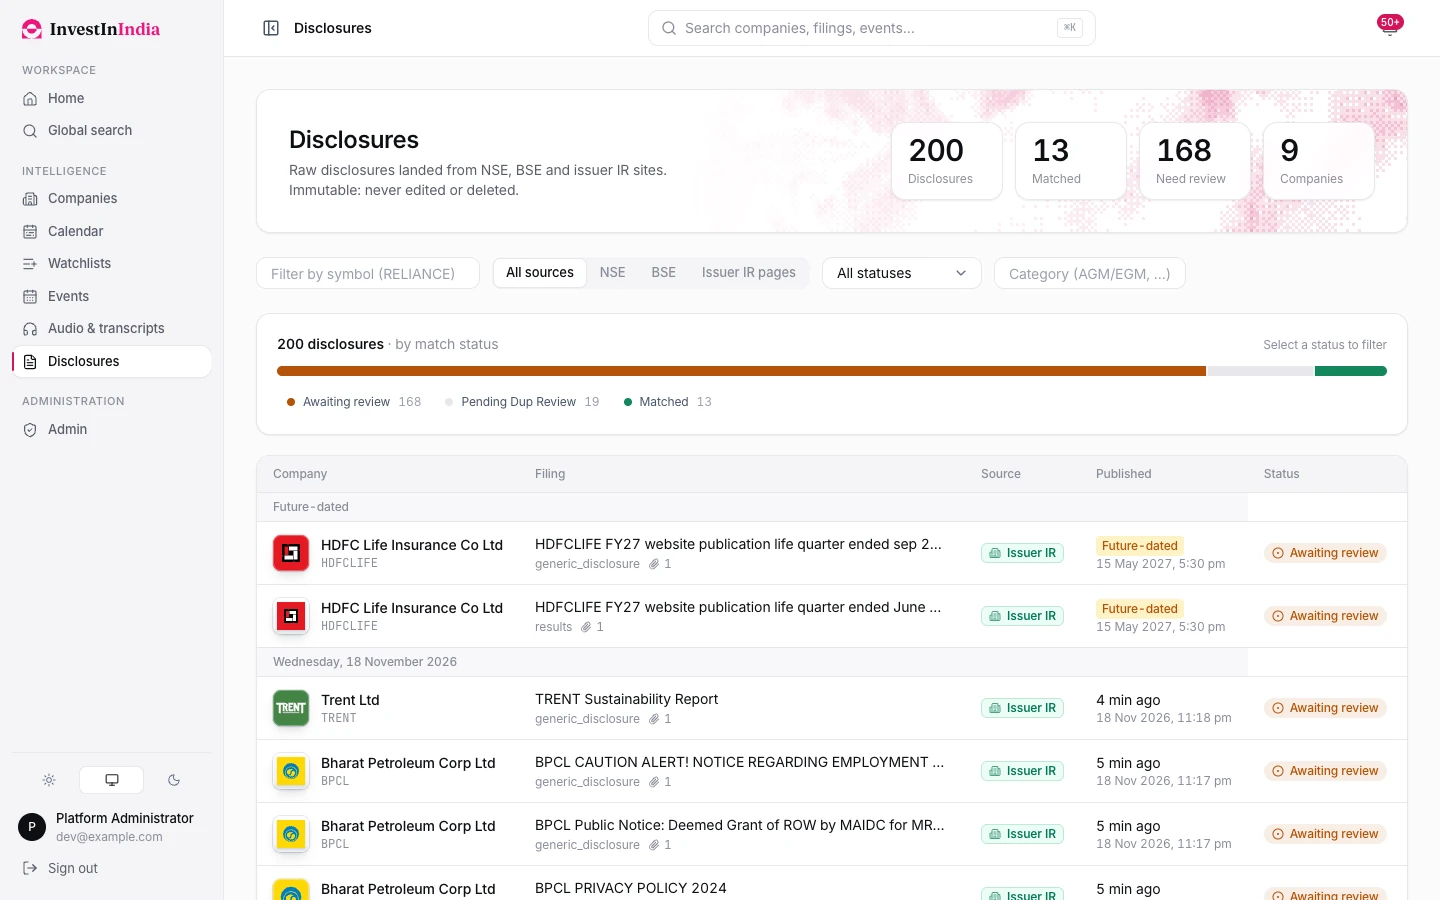 InvestInIndia
WORKSPACE
Home
Global search
INTELLIGENCE
Companies
Calendar
Watchlists
Events
Audio & transcripts
Disclosures
ADMINISTRATION
Admin
P
Platform Administrator
dev@example.com
Sign out
Disclosures
Search companies, filings, events...
⌘K
50+
Disclosures
Raw disclosures landed from NSE, BSE and issuer IR sites.
Immutable: never edited or deleted.
200
Disclosures
13
Matched
168
Need review
9
Companies
Filter by symbol (RELIANCE)
All sources
NSE
BSE
Issuer IR pages
All statuses
Category (AGM/EGM, ...)
200 disclosures · by match status
Select a status to filter
Awaiting review 168
Pending Dup Review 19
Matched 13
Company Filing Source Published Status
Future-dated
HDFC Life Insurance Co Ltd
HDFCLIFE
HDFCLIFE FY27 website publication life quarter ended sep 2...
generic_disclosure 1
Issuer IR
Future-dated
15 May 2027, 5:30 pm
Awaiting review
HDFC Life Insurance Co Ltd
HDFCLIFE
HDFCLIFE FY27 website publication life quarter ended June ...
results 1
Issuer IR
Future-dated
15 May 2027, 5:30 pm
Awaiting review
Wednesday, 18 November 2026
TRENT
Trent Ltd
TRENT
TRENT Sustainability Report
generic_disclosure 1
Issuer IR
4 min ago
18 Nov 2026, 11:18 pm
Awaiting review
Bharat Petroleum Corp Ltd
BPCL
BPCL CAUTION ALERT! NOTICE REGARDING EMPLOYMENT ...
generic_disclosure 1
Issuer IR
5 min ago
18 Nov 2026, 11:17 pm
Awaiting review
Bharat Petroleum Corp Ltd
BPCL
BPCL Public Notice: Deemed Grant of ROW by MAIDC for MR...
generic_disclosure 1
Issuer IR
5 min ago
18 Nov 2026, 11:17 pm
Awaiting review
Bharat Petroleum Corp Ltd
BPCL PRIVACY POLICY 2024
Issuer IR
5 min ago
Awaiting review